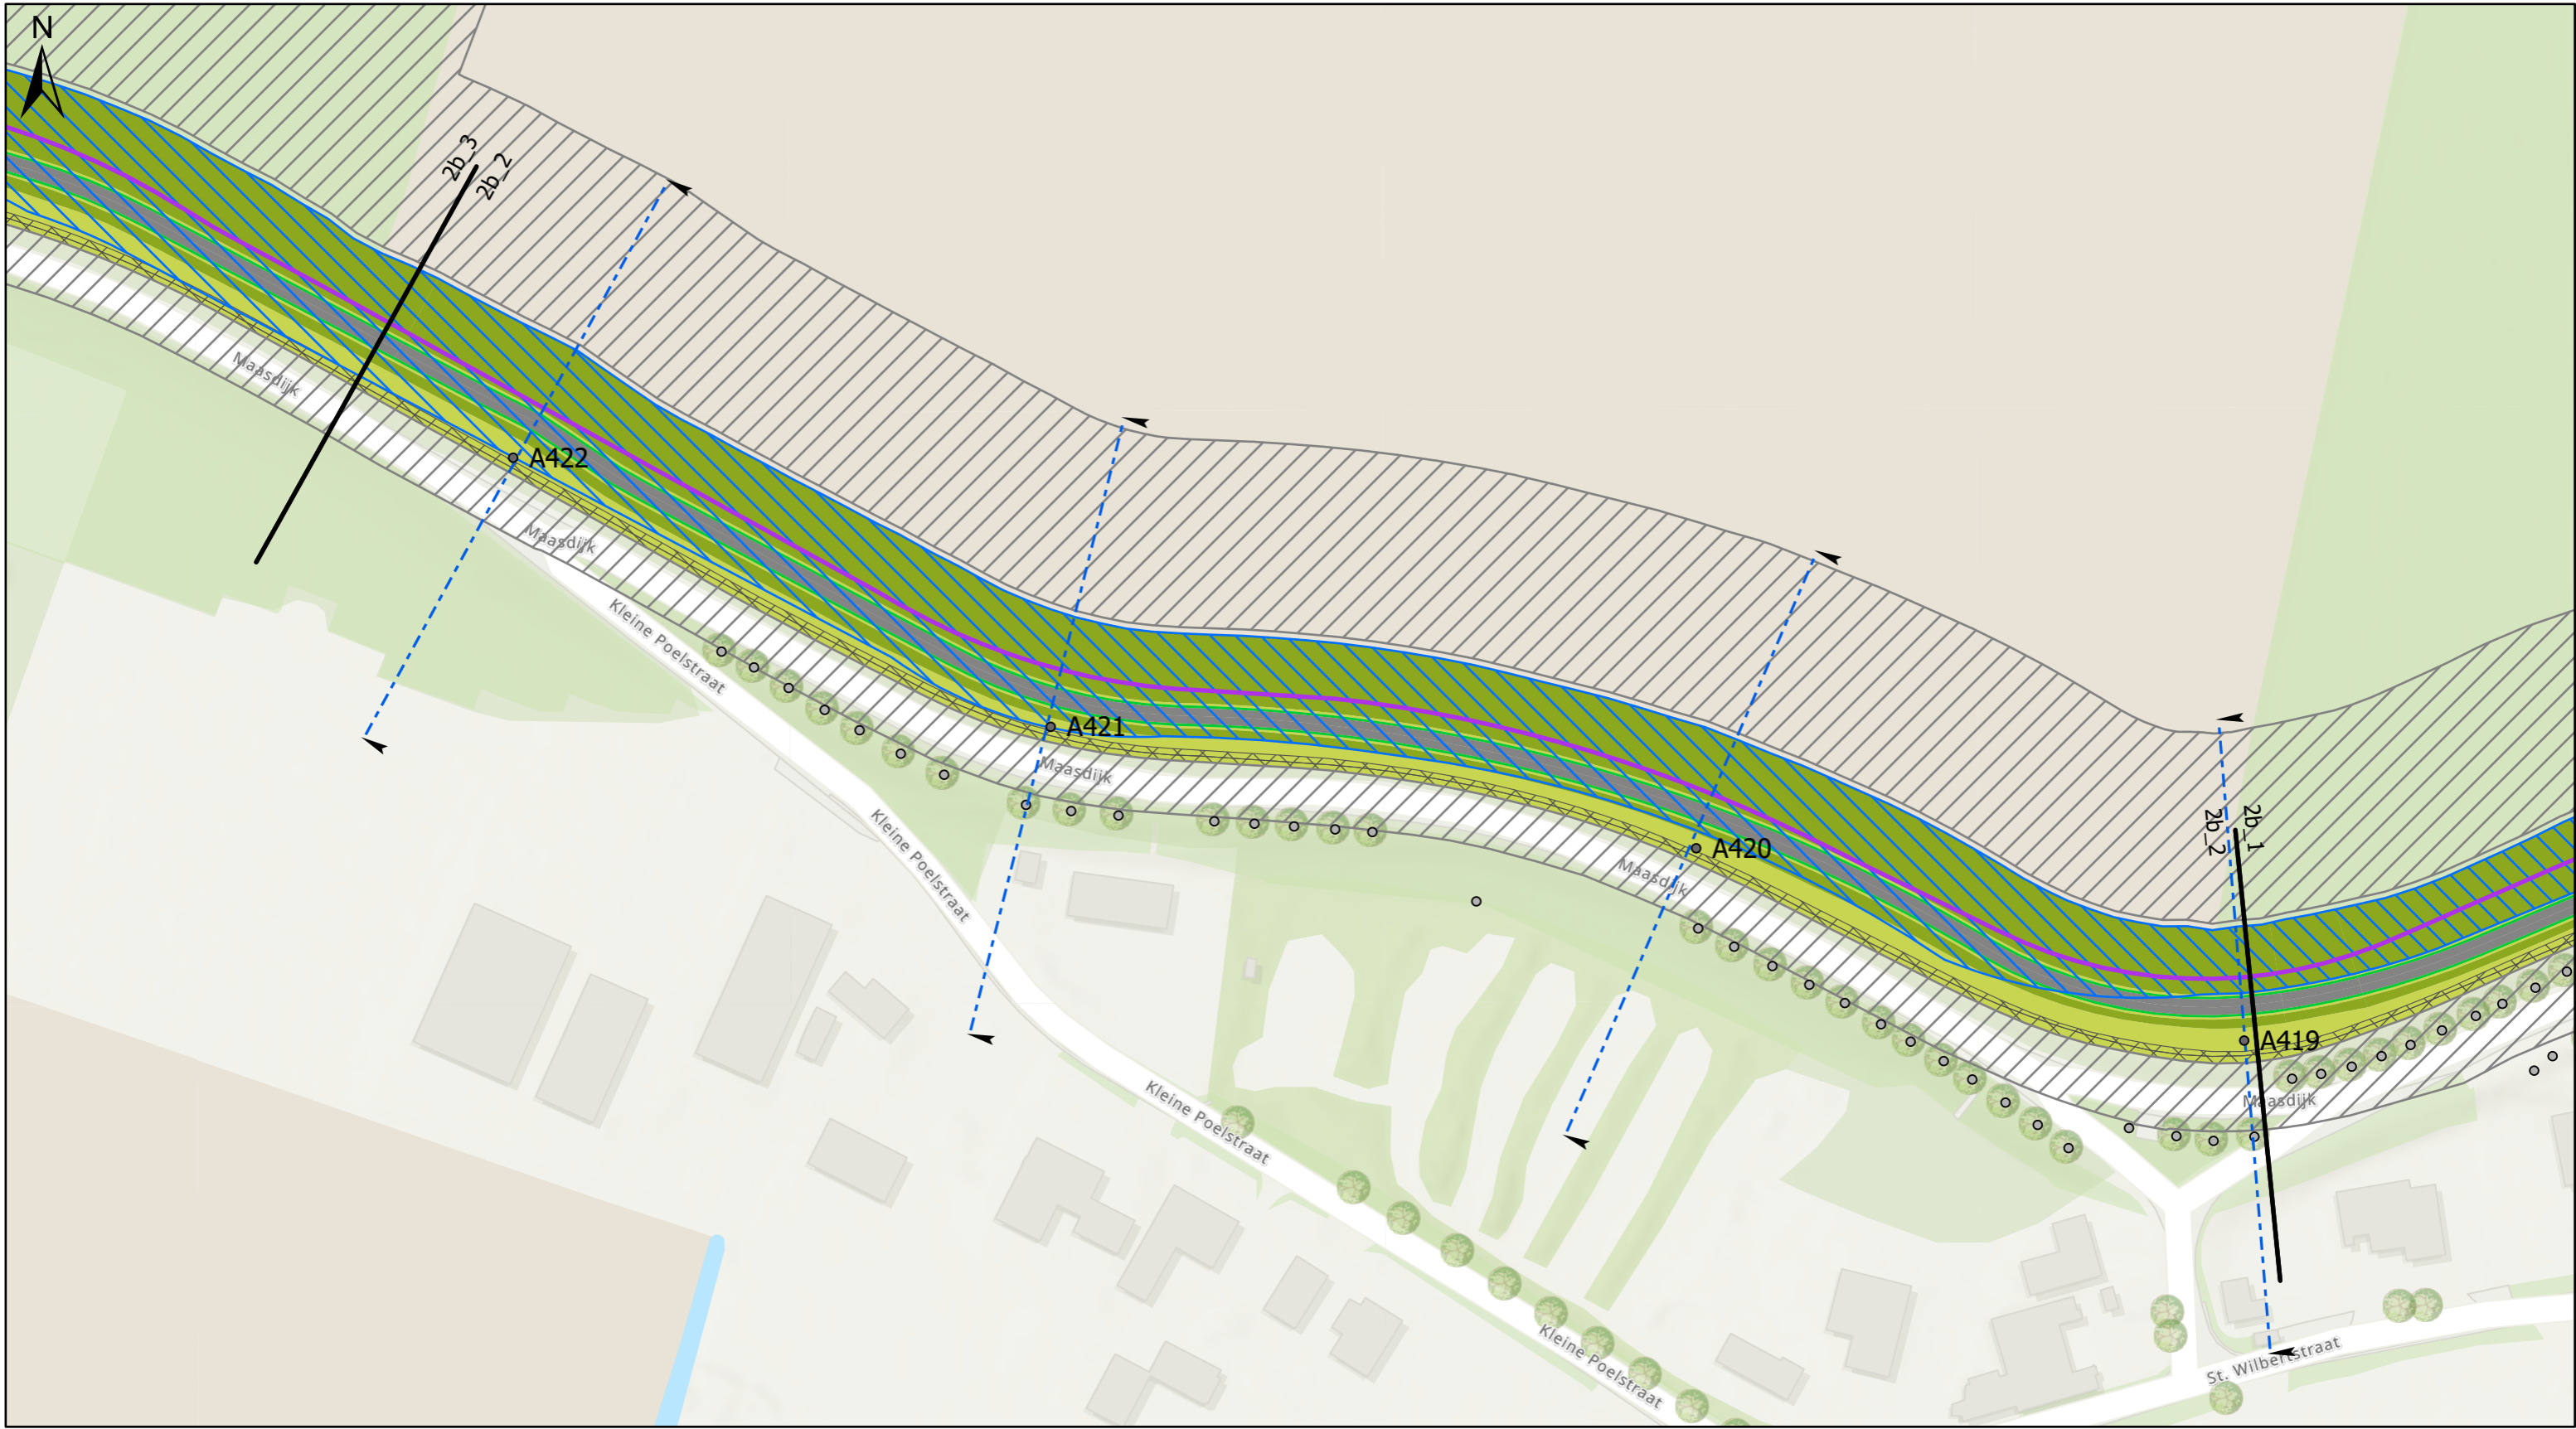 N
2b_3
2b_2
Maasdijk
A422
Maasdijk
Kleine Poelstraat
A421
Maasdijk
Kleine Poelstraat
A420
Maasdijk
2b_1
2b_2
A419
Maasdijk
Kleine Poelstraat
Kleine Poelstraat
St. Wilbertstraat